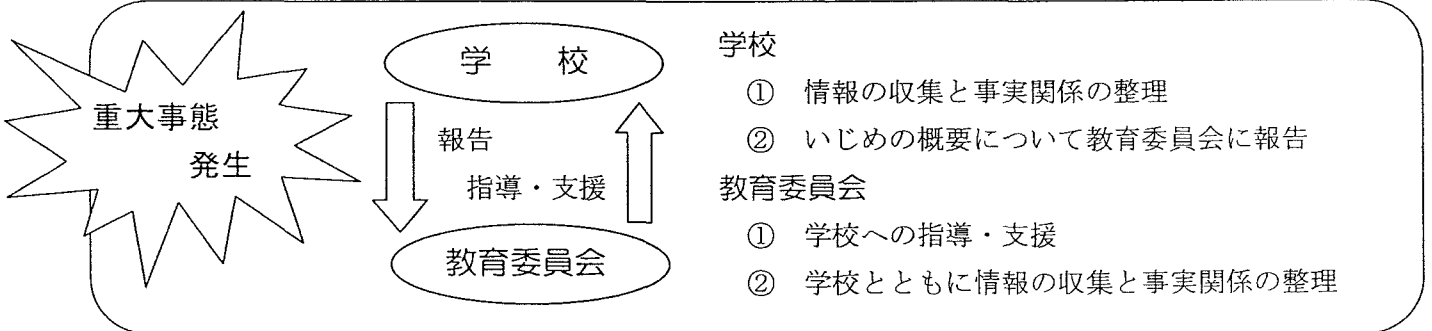 重大事態
発生
学　校
報告
指導・支援
教育委員会
学校
① 情報の収集と事実関係の整理
② いじめの概要について教育委員会に報告
教育委員会
① 学校への指導・支援
② 学校とともに情報の収集と事実関係の整理